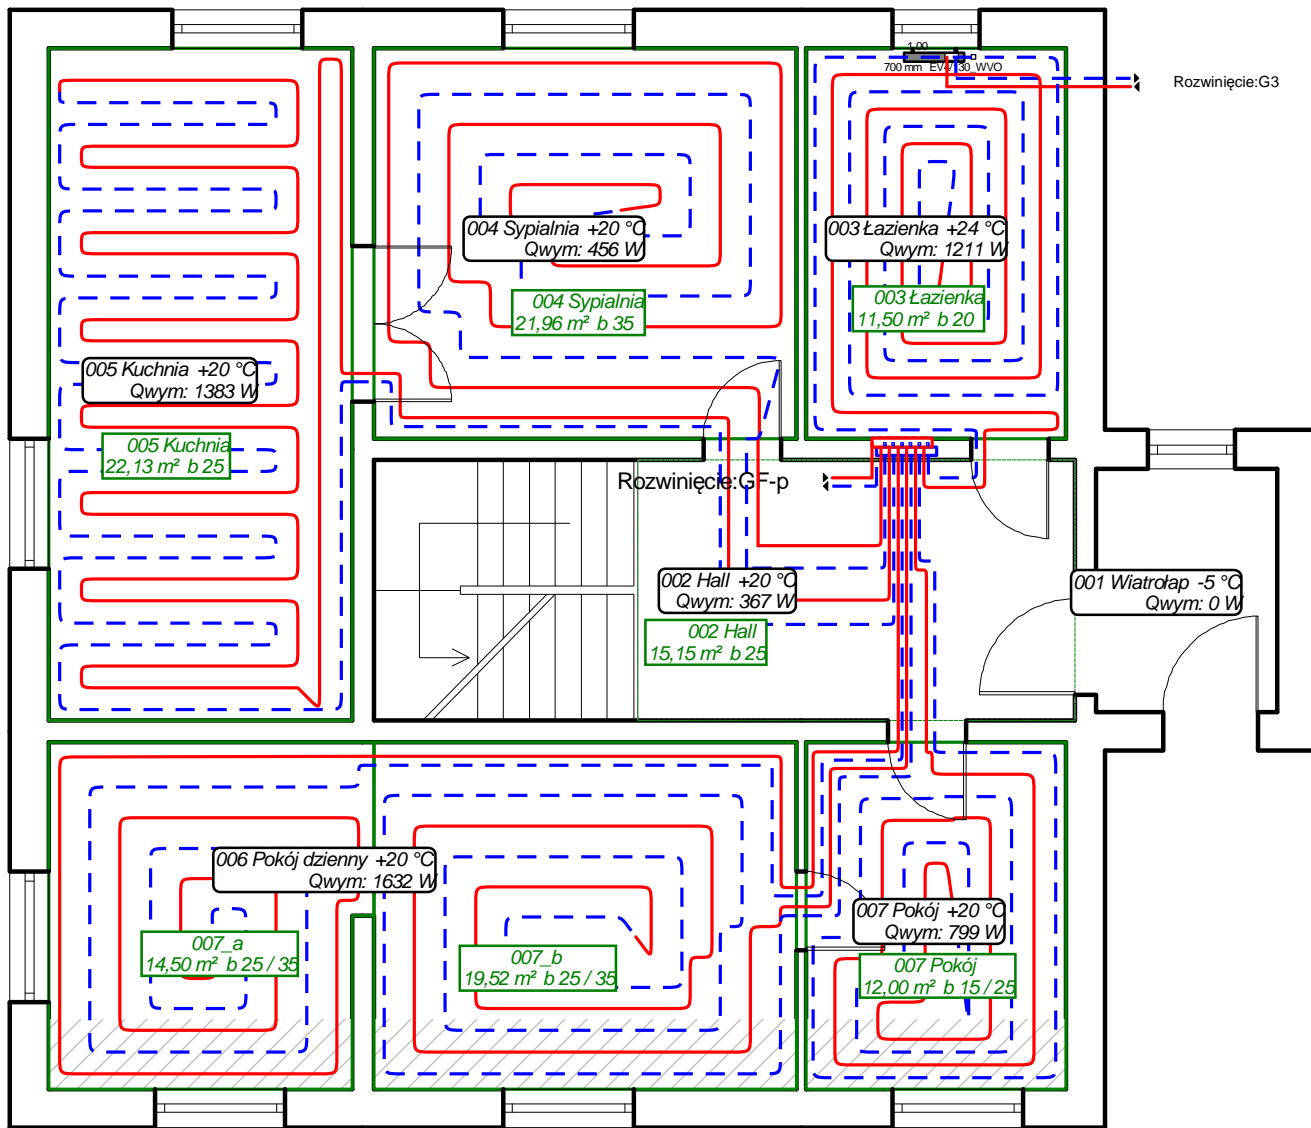 1.00
700 mm
Rozwinięcie:G3
004 Sypialnia +20 °C
Qwym: 456 W
003 Łazienka +24 °C
Qwym: 1211 W
004 Sypialnia
21,96 m² b 35
003 Łazienka
11,50 m² b 20
005 Kuchnia +20 °C
Qwym: 1383 W
005 Kuchnia
22,13 m² b 25
Rozwinięcie:GF-p
002 Hall +20 °C
Qwym: 367 W
001 Wiatrołap -5 °C
Qwym: 0 W
002 Hall
15,15 m² b 25
006 Pokój dzienny +20 °C
Qwym: 1632 W
007 Pokój +20 °C
Qwym: 799 W
007_a
14,50 m² b 25 / 35
007_b
19,52 m² b 25 / 35
007 Pokój
12,00 m² b 15 / 25